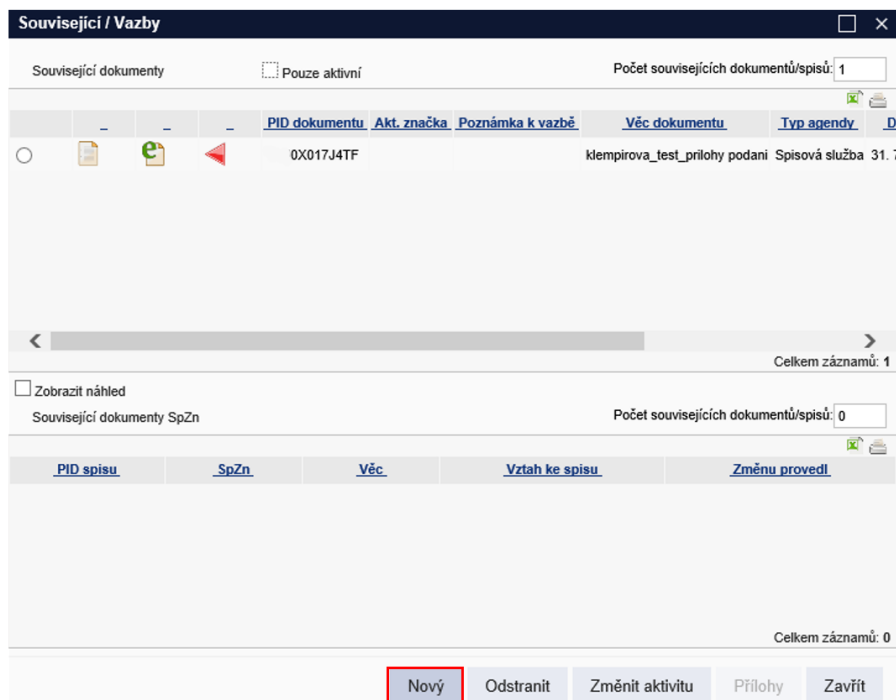 Související / Vazby
Související dokumenty Pouze aktivní Počet souvisejících dokumentů/spisů: 1
PID dokumentu Akt. značka Poznámka k vazbě Věc dokumentu Typ agendy D
0X017J4TF klempirova_test_prilohy podani Spisová služba 31. 7
Celkem záznamů: 1
Zobrazit náhled
Související dokumenty SpZn Počet souvisejících dokumentů/spisů: 0
PID spisu SpZn Věc Vztah ke spisu Změnu provedl
Celkem záznamů: 0
Nový Odstranit Změnit aktivitu Přílohy Zavřít